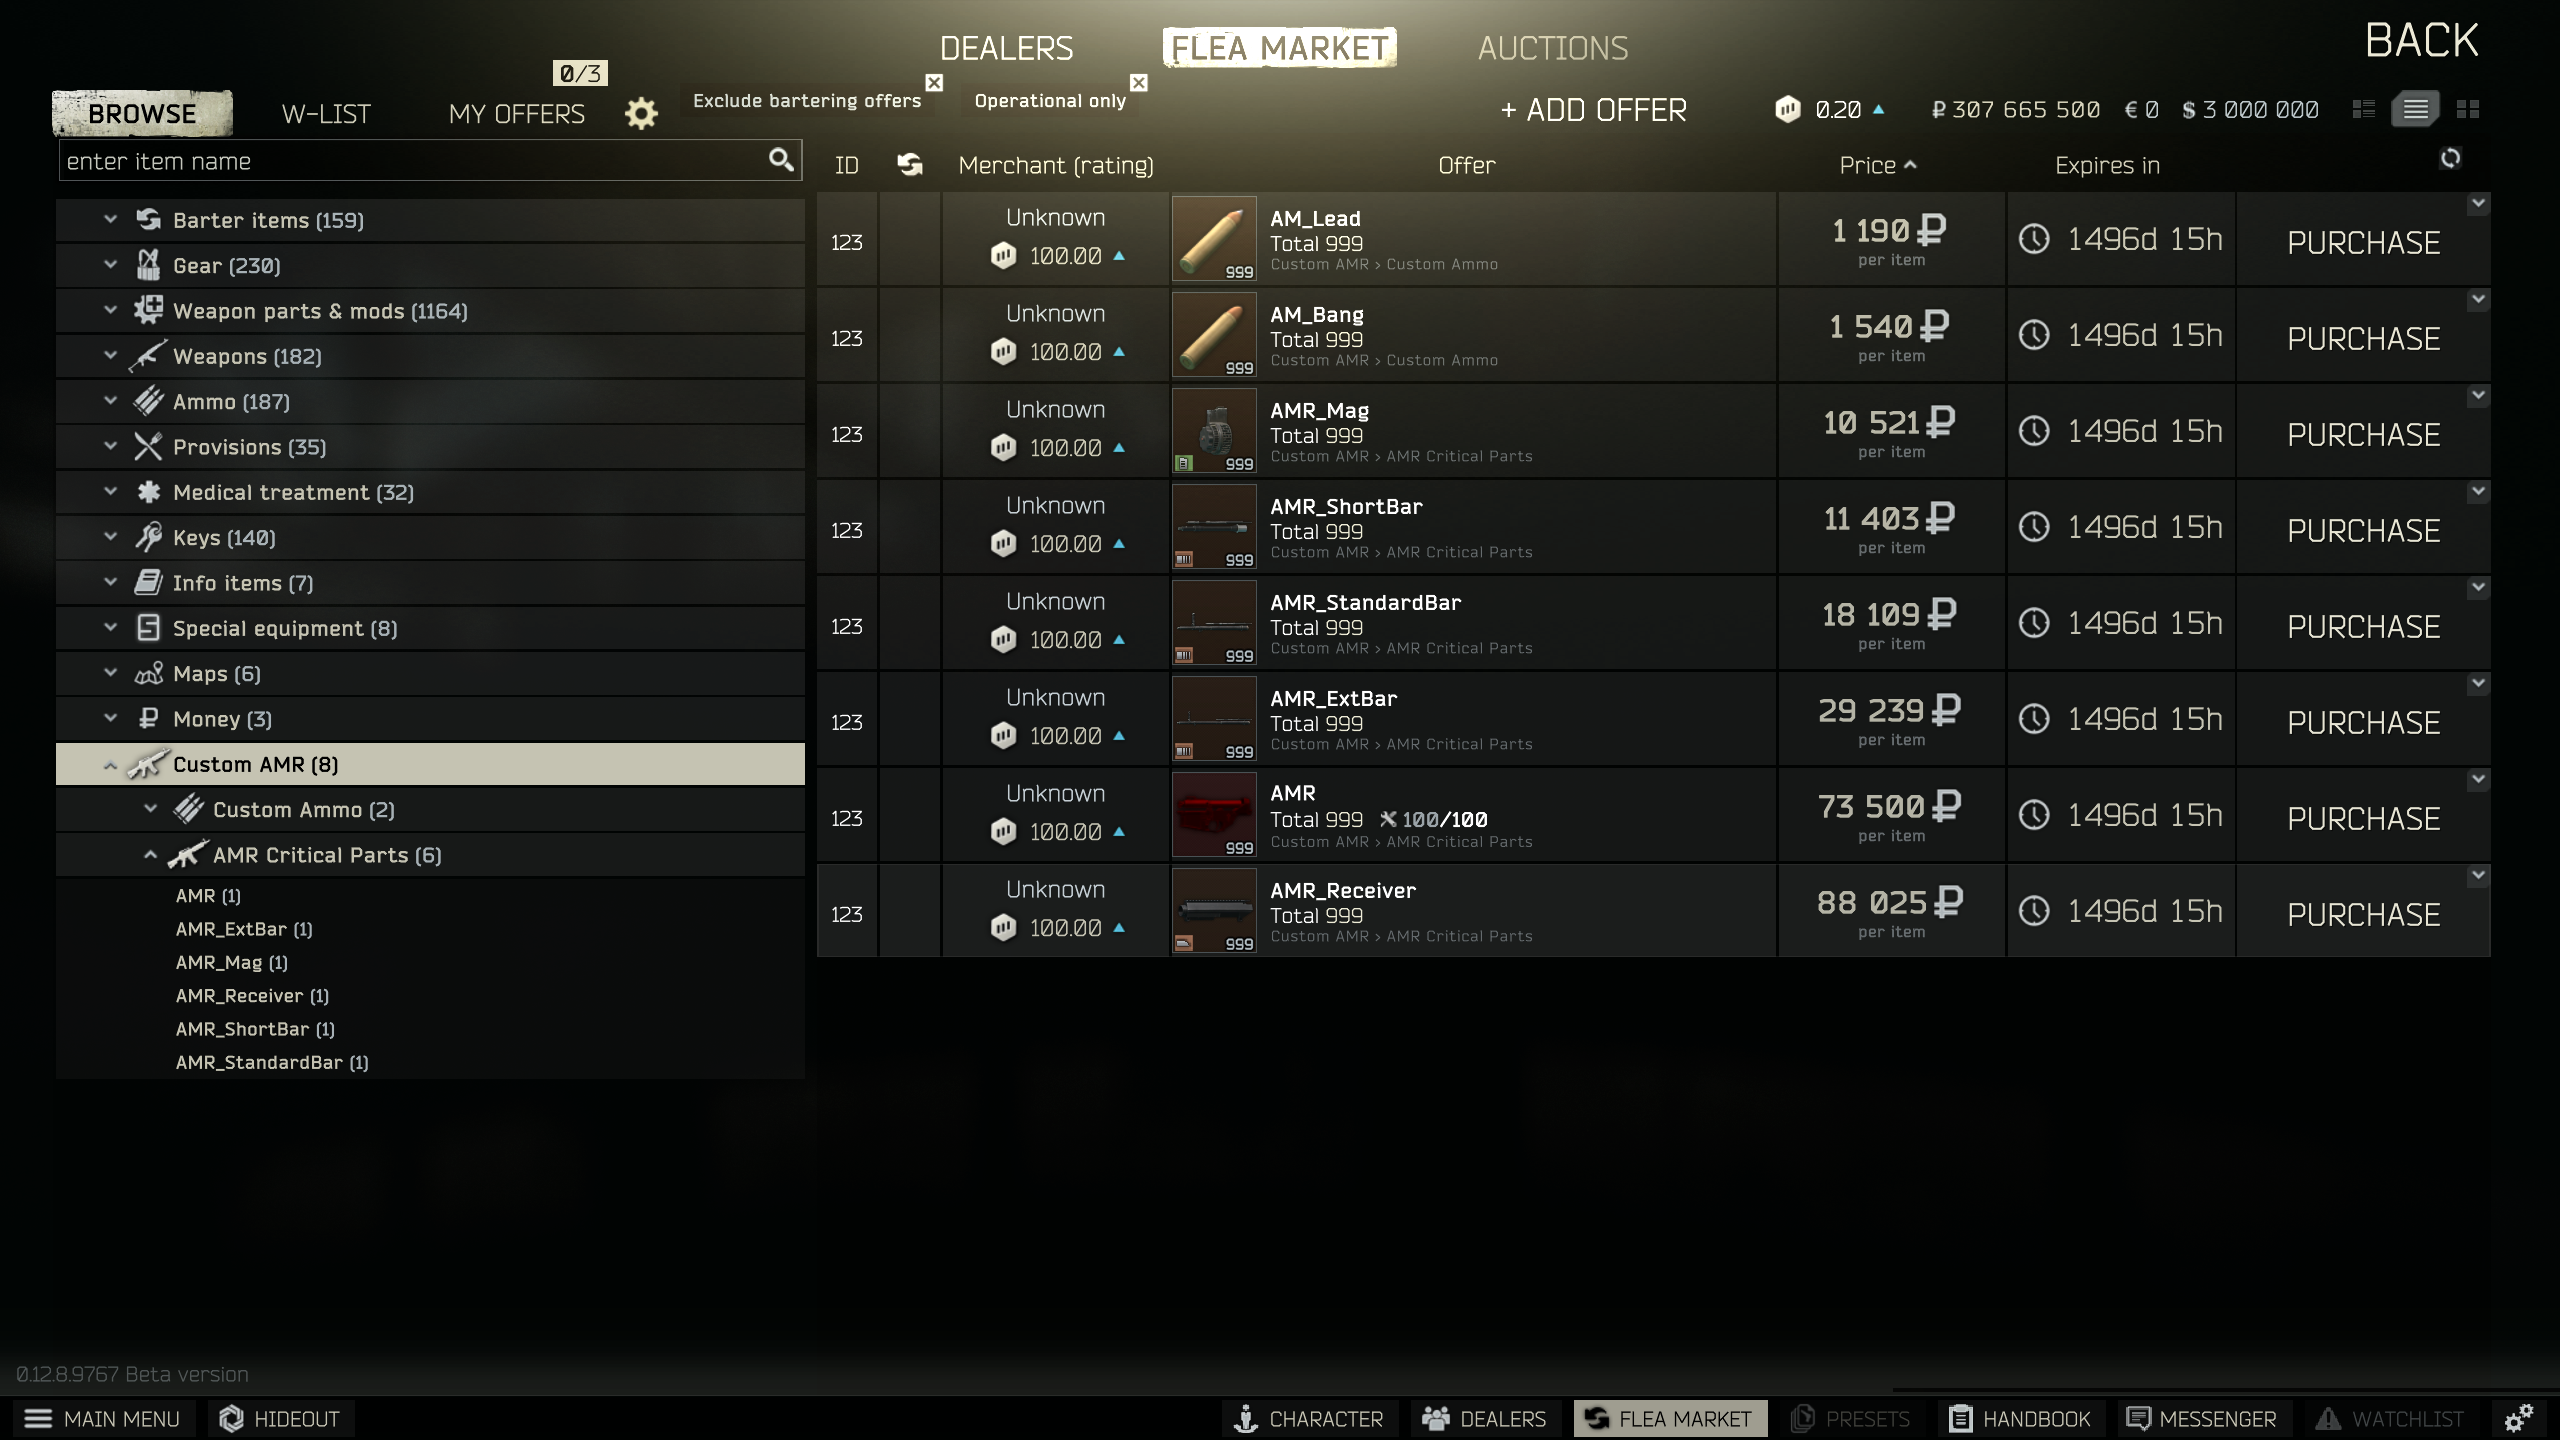 DEALERS
FLEA MARKET
AUCTIONS
BACK
0/3
BROWSE
W-LIST
MY OFFERS
Exclude bartering offers
Operational only
+ ADD OFFER
0.20
₽ 307 665 500
€ 0
$ 3 000 000
enter item name
Barter items (159)
Gear (230)
Weapon parts & mods (1164)
Weapons (182)
Ammo (187)
Provisions (35)
Medical treatment (32)
Keys (140)
Info items (7)
Special equipment (8)
Maps (6)
Money (3)
Custom AMR (8)
Custom Ammo (2)
AMR Critical Parts (6)
AMR (1)
AMR_ExtBar (1)
AMR_Mag (1)
AMR_Receiver (1)
AMR_ShortBar (1)
AMR_StandardBar (1)
ID
Merchant (rating)
Offer
Price
Expires in
123
Unknown
100.00
999
AM_Lead
Total 999
Custom AMR > Custom Ammo
1 190 ₽
per item
1496d 15h
PURCHASE
123
Unknown
100.00
999
AM_Bang
Total 999
Custom AMR > Custom Ammo
1 540 ₽
per item
1496d 15h
PURCHASE
123
Unknown
100.00
999
AMR_Mag
Total 999
Custom AMR > AMR Critical Parts
10 521 ₽
per item
1496d 15h
PURCHASE
123
Unknown
100.00
999
AMR_ShortBar
Total 999
Custom AMR > AMR Critical Parts
11 403 ₽
per item
1496d 15h
PURCHASE
123
Unknown
100.00
999
AMR_StandardBar
Total 999
Custom AMR > AMR Critical Parts
18 109 ₽
per item
1496d 15h
PURCHASE
123
Unknown
100.00
999
AMR_ExtBar
Total 999
Custom AMR > AMR Critical Parts
29 239 ₽
per item
1496d 15h
PURCHASE
123
Unknown
100.00
999
AMR
Total 999 100/100
Custom AMR > AMR Critical Parts
73 500 ₽
per item
1496d 15h
PURCHASE
123
Unknown
100.00
999
AMR_Receiver
Total 999
Custom AMR > AMR Critical Parts
88 025 ₽
per item
1496d 15h
PURCHASE
0.12.8.9767 Beta version
MAIN MENU
HIDEOUT
CHARACTER
DEALERS
FLEA MARKET
PRESETS
HANDBOOK
MESSENGER
WATCHLIST